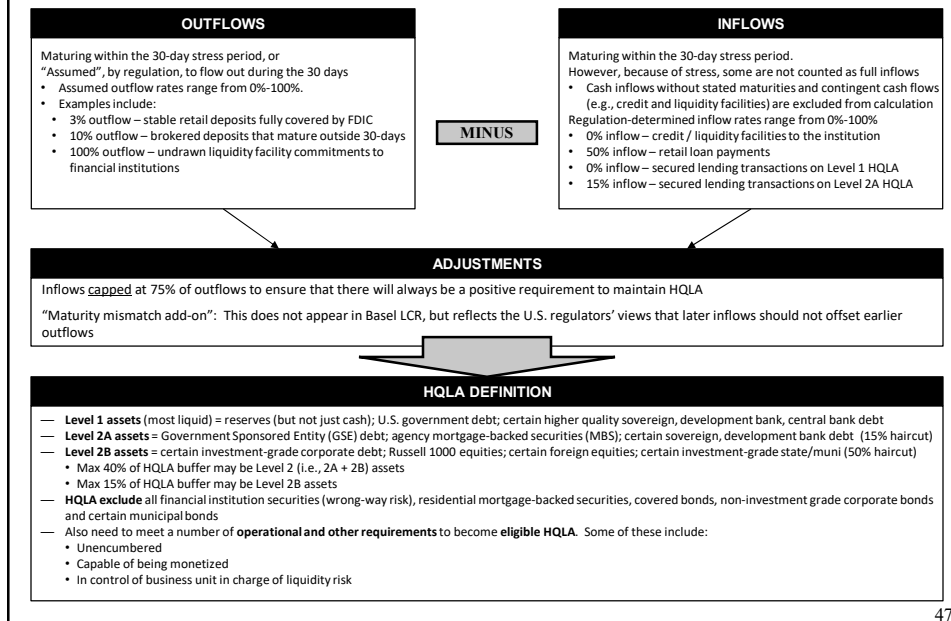 OUTFLOWS
Maturing within the 30-day stress period, or
“Assumed”, by regulation, to flow out during the 30 days
• Assumed outflow rates range from 0%-100%.
• Examples include:
• 3% outflow – stable retail deposits fully covered by FDIC
• 10% outflow – brokered deposits that mature outside 30-days
• 100% outflow – undrawn liquidity facility commitments to
financial institutions
MINUS
INFLOWS
Maturing within the 30-day stress period.
However, because of stress, some are not counted as full inflows
• Cash inflows without stated maturities and contingent cash flows
(e.g., credit and liquidity facilities) are excluded from calculation
Regulation-determined inflow rates range from 0%-100%
• 0% inflow – credit / liquidity facilities to the institution
• 50% inflow – retail loan payments
• 0% inflow – secured lending transactions on Level 1 HQLA
• 15% inflow – secured lending transactions on Level 2A HQLA
ADJUSTMENTS
Inflows capped at 75% of outflows to ensure that there will always be a positive requirement to maintain HQLA
“Maturity mismatch add-on”: This does not appear in Basel LCR, but reflects the U.S. regulators’ views that later inflows should not offset earlier
outflows
HQLA DEFINITION
— Level 1 assets (most liquid) = reserves (but not just cash); U.S. government debt; certain higher quality sovereign, development bank, central bank debt
— Level 2A assets = Government Sponsored Entity (GSE) debt; agency mortgage-backed securities (MBS); certain sovereign, development bank debt (15% haircut)
— Level 2B assets = certain investment-grade corporate debt; Russell 1000 equities; certain foreign equities; certain investment-grade state/muni (50% haircut)
• Max 40% of HQLA buffer may be Level 2 (i.e., 2A + 2B) assets
• Max 15% of HQLA buffer may be Level 2B assets
— HQLA exclude all financial institution securities (wrong-way risk), residential mortgage-backed securities, covered bonds, non-investment grade corporate bonds
and certain municipal bonds
— Also need to meet a number of operational and other requirements to become eligible HQLA. Some of these include:
• Unencumbered
• Capable of being monetized
• In control of business unit in charge of liquidity risk
47